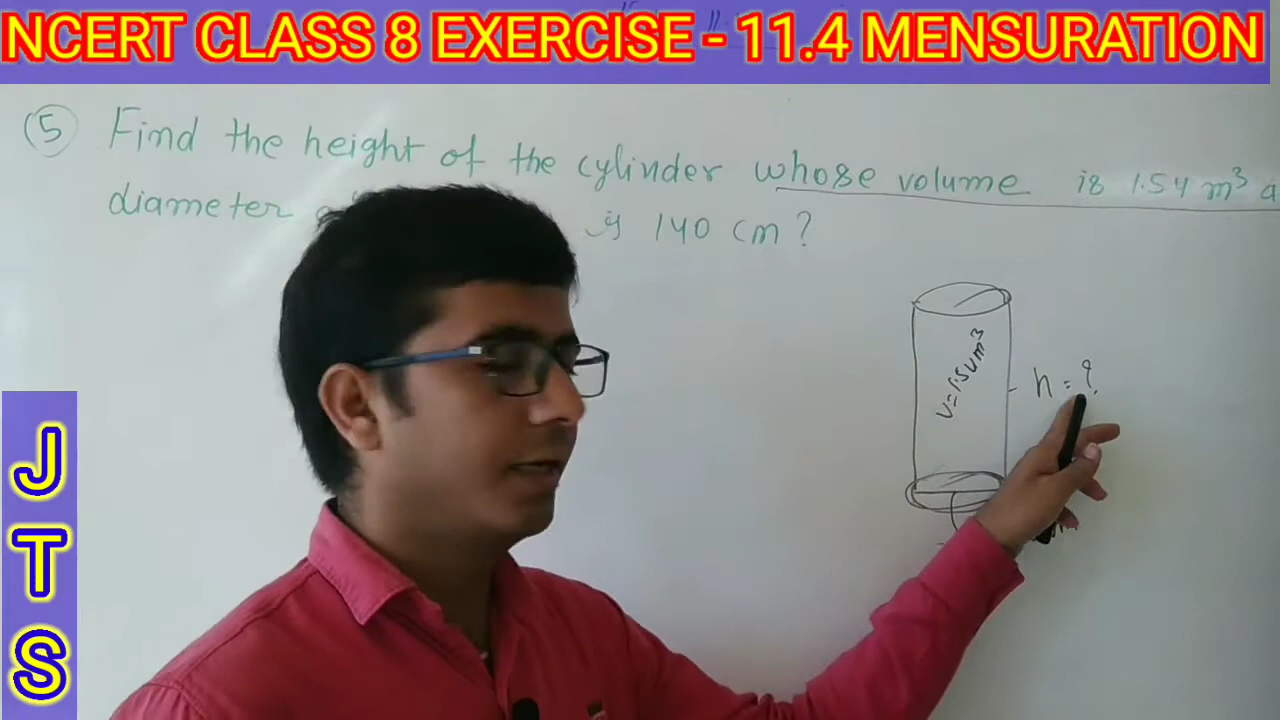 NCERT CLASS 8 EXERCISE - 11.4 MENSURATION
(5) Find the height of the cylinder whose volume is 1.54 m³ a
diameter is 140 cm?
V=1.54m³
h = ?
J
T
S